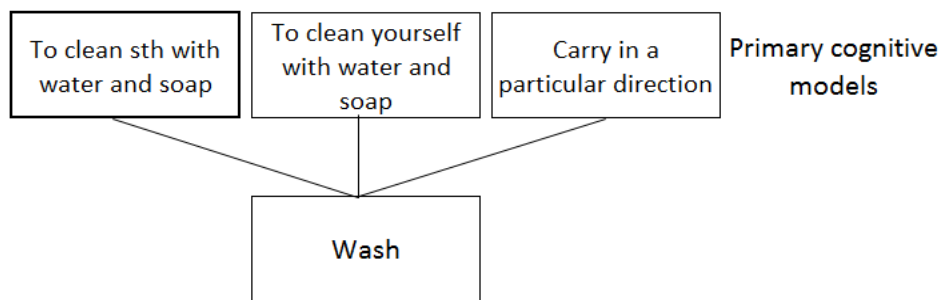 To clean sth with
water and soap
To clean yourself
with water and
soap
Carry in a
particular direction
Primary cognitive
models
Wash